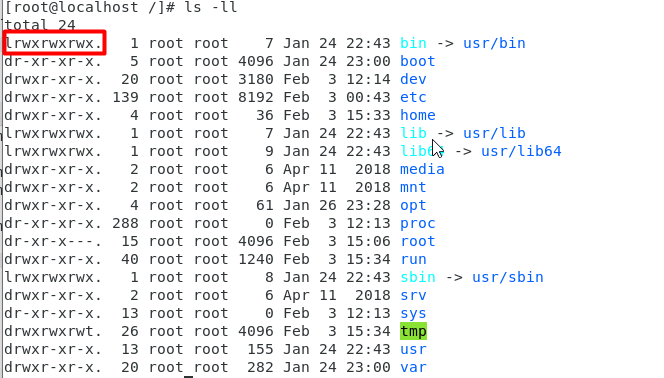 [root@localhost /]# ls -ll
total 24
lrwxrwxrwx.   1 root root    7 Jan 24 22:43 bin -> usr/bin
dr-xr-xr-x.   5 root root 4096 Jan 24 23:00 boot
drwxr-xr-x.  20 root root 3180 Feb  3 12:14 dev
drwxr-xr-x. 139 root root 8192 Feb  3 00:43 etc
drwxr-xr-x.   4 root root   36 Feb  3 15:33 home
lrwxrwxrwx.   1 root root    7 Jan 24 22:43 lib -> usr/lib
lrwxrwxrwx.   1 root root    9 Jan 24 22:43 lib64 -> usr/lib64
drwxr-xr-x.   2 root root    6 Apr 11  2018 media
drwxr-xr-x.   2 root root    6 Apr 11  2018 mnt
drwxr-xr-x.   4 root root   61 Jan 26 23:28 opt
dr-xr-xr-x. 288 root root    0 Feb  3 12:13 proc
dr-xr-x---.  15 root root 4096 Feb  3 15:06 root
drwxr-xr-x.  40 root root 1240 Feb  3 15:34 run
lrwxrwxrwx.   1 root root    8 Jan 24 22:43 sbin -> usr/sbin
drwxr-xr-x.   2 root root    6 Apr 11  2018 srv
dr-xr-xr-x.  13 root root    0 Feb  3 12:13 sys
drwxrwxrwt.  26 root root 4096 Feb  3 15:34 tmp
drwxr-xr-x.  13 root root  155 Jan 24 22:43 usr
drwxr-xr-x.  20 root root  282 Jan 24 23:00 var